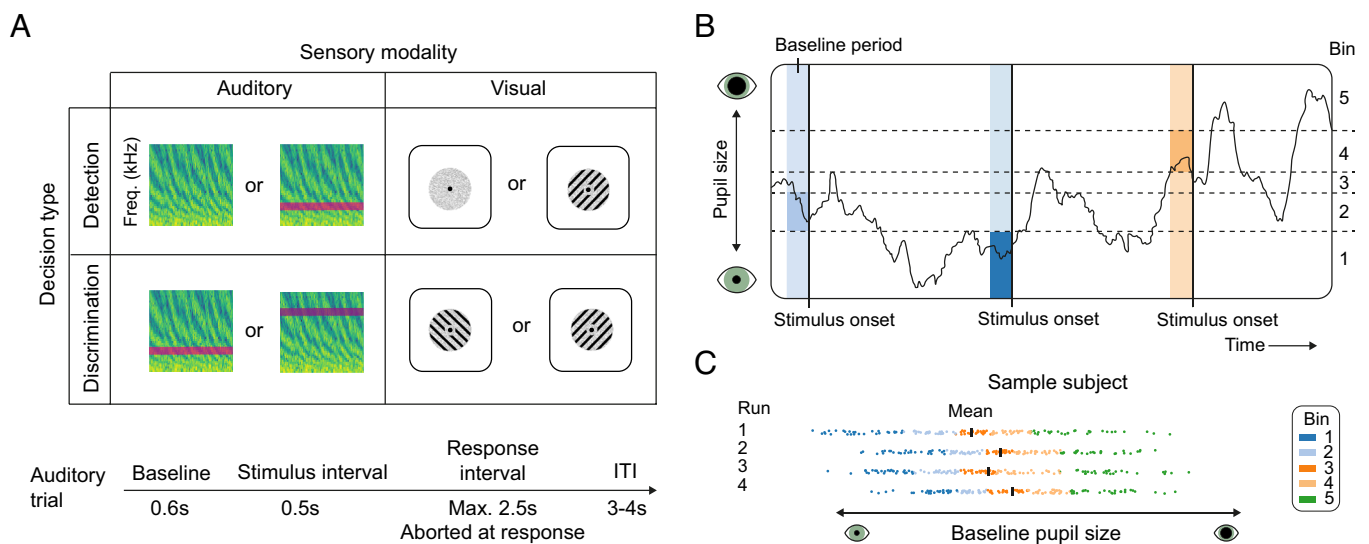 A
Sensory modality
Auditory
Visual
Decision type
Detection
Freq. (kHz)
or
or
Discrimination
or
or
Auditory
trial
Baseline
Stimulus interval
Response
interval
ITI
0.6s
0.5s
Max. 2.5s
Aborted at response
3-4s
B
Baseline period
Bin
Pupil size
5
4
3
2
1
Stimulus onset
Stimulus onset
Stimulus onset
Time
C
Sample subject
Run
Mean
1
2
3
4
Bin
1
2
3
4
5
Baseline pupil size